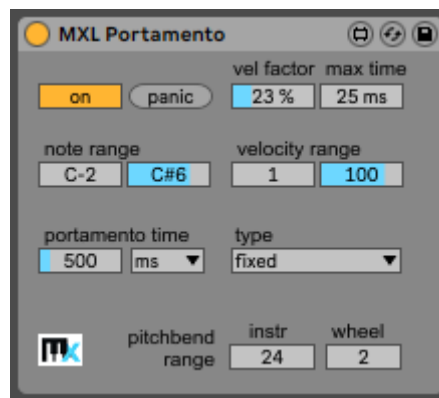 MXL Portamento
vel factor max time
on panic 23 % 25 ms
note range velocity range
C-2 C#6 1 100
portamento time type
500 ms fixed
instr wheel
pitchbend range 24 2
mx